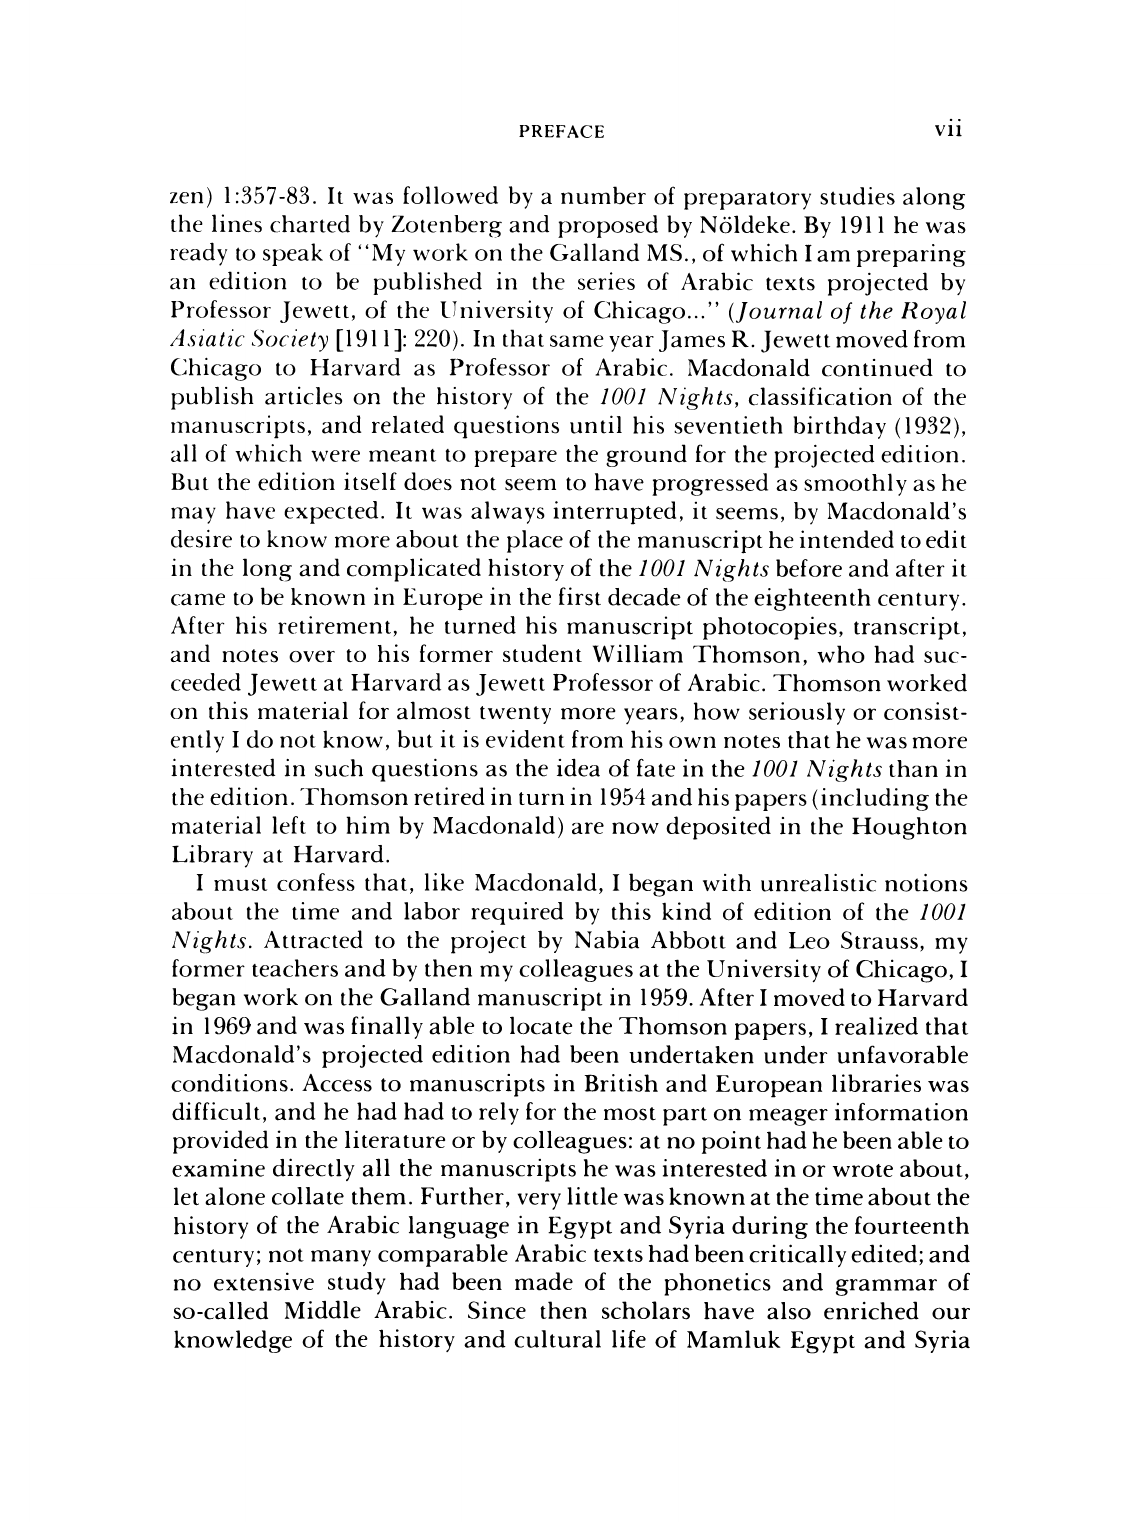 PREFACE vii
zen) 1:357-83. It was followed by a number of preparatory studies along
the lines charted by Zotenberg and proposed by Nöldeke. By 1911 he was
ready to speak of "My work on the Galland MS., of which I am preparing
an edition to be published in the series of Arabic texts projected by
Professor Jewett, of the University of Chicago..." (Journal of the Royal
Asiatic Society [1911]: 220). In that same year James R. Jewett moved from
Chicago to Harvard as Professor of Arabic. Macdonald continued to
publish articles on the history of the 1001 Nights, classification of the
manuscripts, and related questions until his seventieth birthday (1932),
all of which were meant to prepare the ground for the projected edition.
But the edition itself does not seem to have progressed as smoothly as he
may have expected. It was always interrupted, it seems, by Macdonald's
desire to know more about the place of the manuscript he intended to edit
in the long and complicated history of the 1001 Nights before and after it
came to be known in Europe in the first decade of the eighteenth century.
After his retirement, he turned his manuscript photocopies, transcript,
and notes over to his former student William Thomson, who had suc-
ceeded Jewett at Harvard as Jewett Professor of Arabic. Thomson worked
on this material for almost twenty more years, how seriously or consist-
ently I do not know, but it is evident from his own notes that he was more
interested in such questions as the idea of fate in the 1001 Nights than in
the edition. Thomson retired in turn in 1954 and his papers (including the
material left to him by Macdonald) are now deposited in the Houghton
Library at Harvard.
I must confess that, like Macdonald, I began with unrealistic notions
about the time and labor required by this kind of edition of the 1001
Nights. Attracted to the project by Nabia Abbott and Leo Strauss, my
former teachers and by then my colleagues at the University of Chicago, I
began work on the Galland manuscript in 1959. After I moved to Harvard
in 1969 and was finally able to locate the Thomson papers, I realized that
Macdonald's projected edition had been undertaken under unfavorable
conditions. Access to manuscripts in British and European libraries was
difficult, and he had had to rely for the most part on meager information
provided in the literature or by colleagues: at no point had he been able to
examine directly all the manuscripts he was interested in or wrote about,
let alone collate them. Further, very little was known at the time about the
history of the Arabic language in Egypt and Syria during the fourteenth
century; not many comparable Arabic texts had been critically edited; and
no extensive study had been made of the phonetics and grammar of
so-called Middle Arabic. Since then scholars have also enriched our
knowledge of the history and cultural life of Mamluk Egypt and Syria